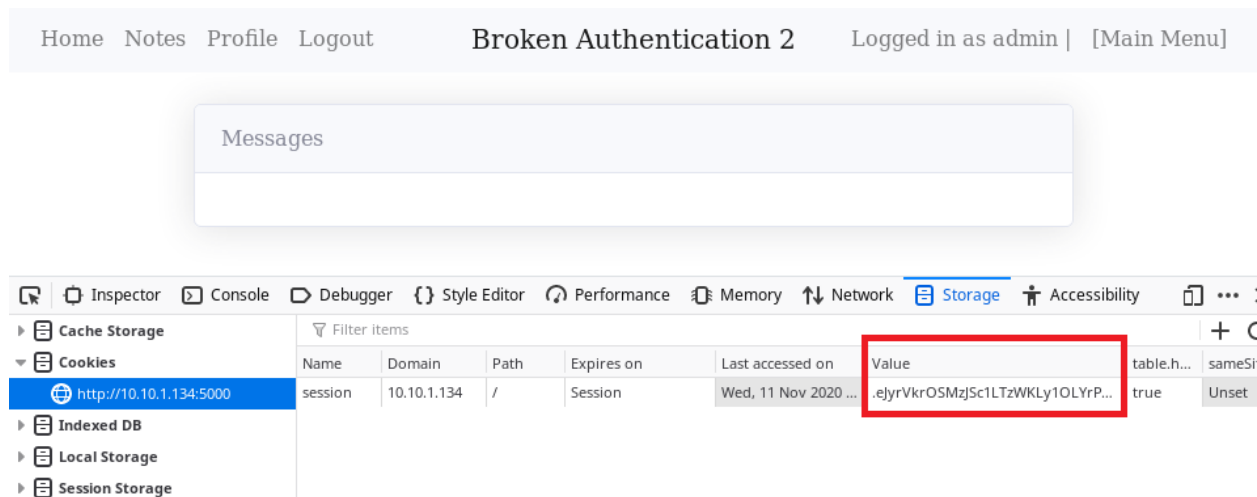 Home Notes Profile Logout Broken Authentication 2 Logged in as admin | [Main Menu]
Messages
Inspector Console Debugger {} Style Editor Performance Memory Network Storage Accessibility
Cache Storage
Filter items
Cookies
Name Domain Path Expires on Last accessed on Value table.h... sameSi
http://10.10.1.134:5000
session 10.10.1.134 / Session Wed, 11 Nov 2020 ... .eJyrVkrOSMzJSc1LTzWKLy1OLYrP... true Unset
Indexed DB
Local Storage
Session Storage